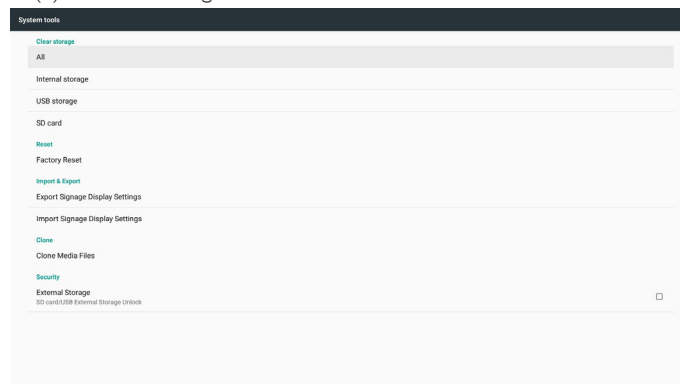 System tools
Clear storage
All
Internal storage
USB storage
SD card
Reset
Factory Reset
Import & Export
Export Signage Display Settings
Import Signage Display Settings
Clone
Clone Media Files
Security
External Storage
SD card/USB External Storage Unlock